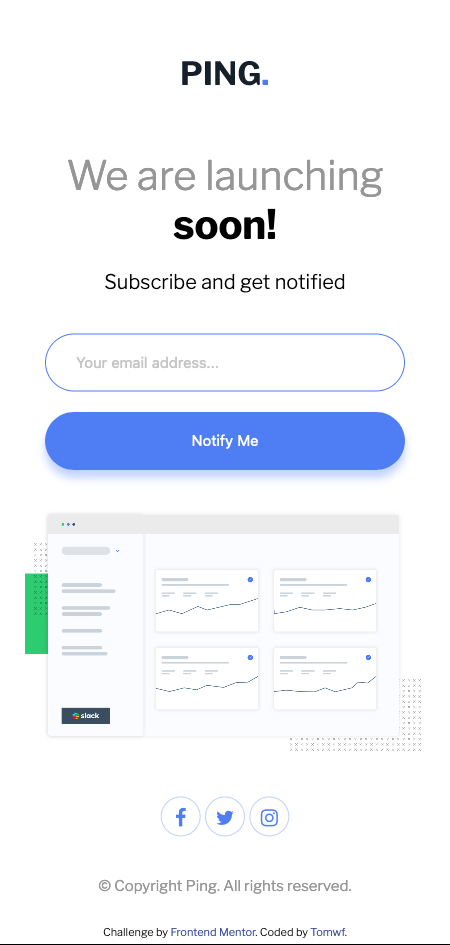 PING.
We are launching
soon!
Subscribe and get notified
Your email address...
Notify Me
slack
© Copyright Ping. All rights reserved.
Challenge by Frontend Mentor. Coded by Tomwf.